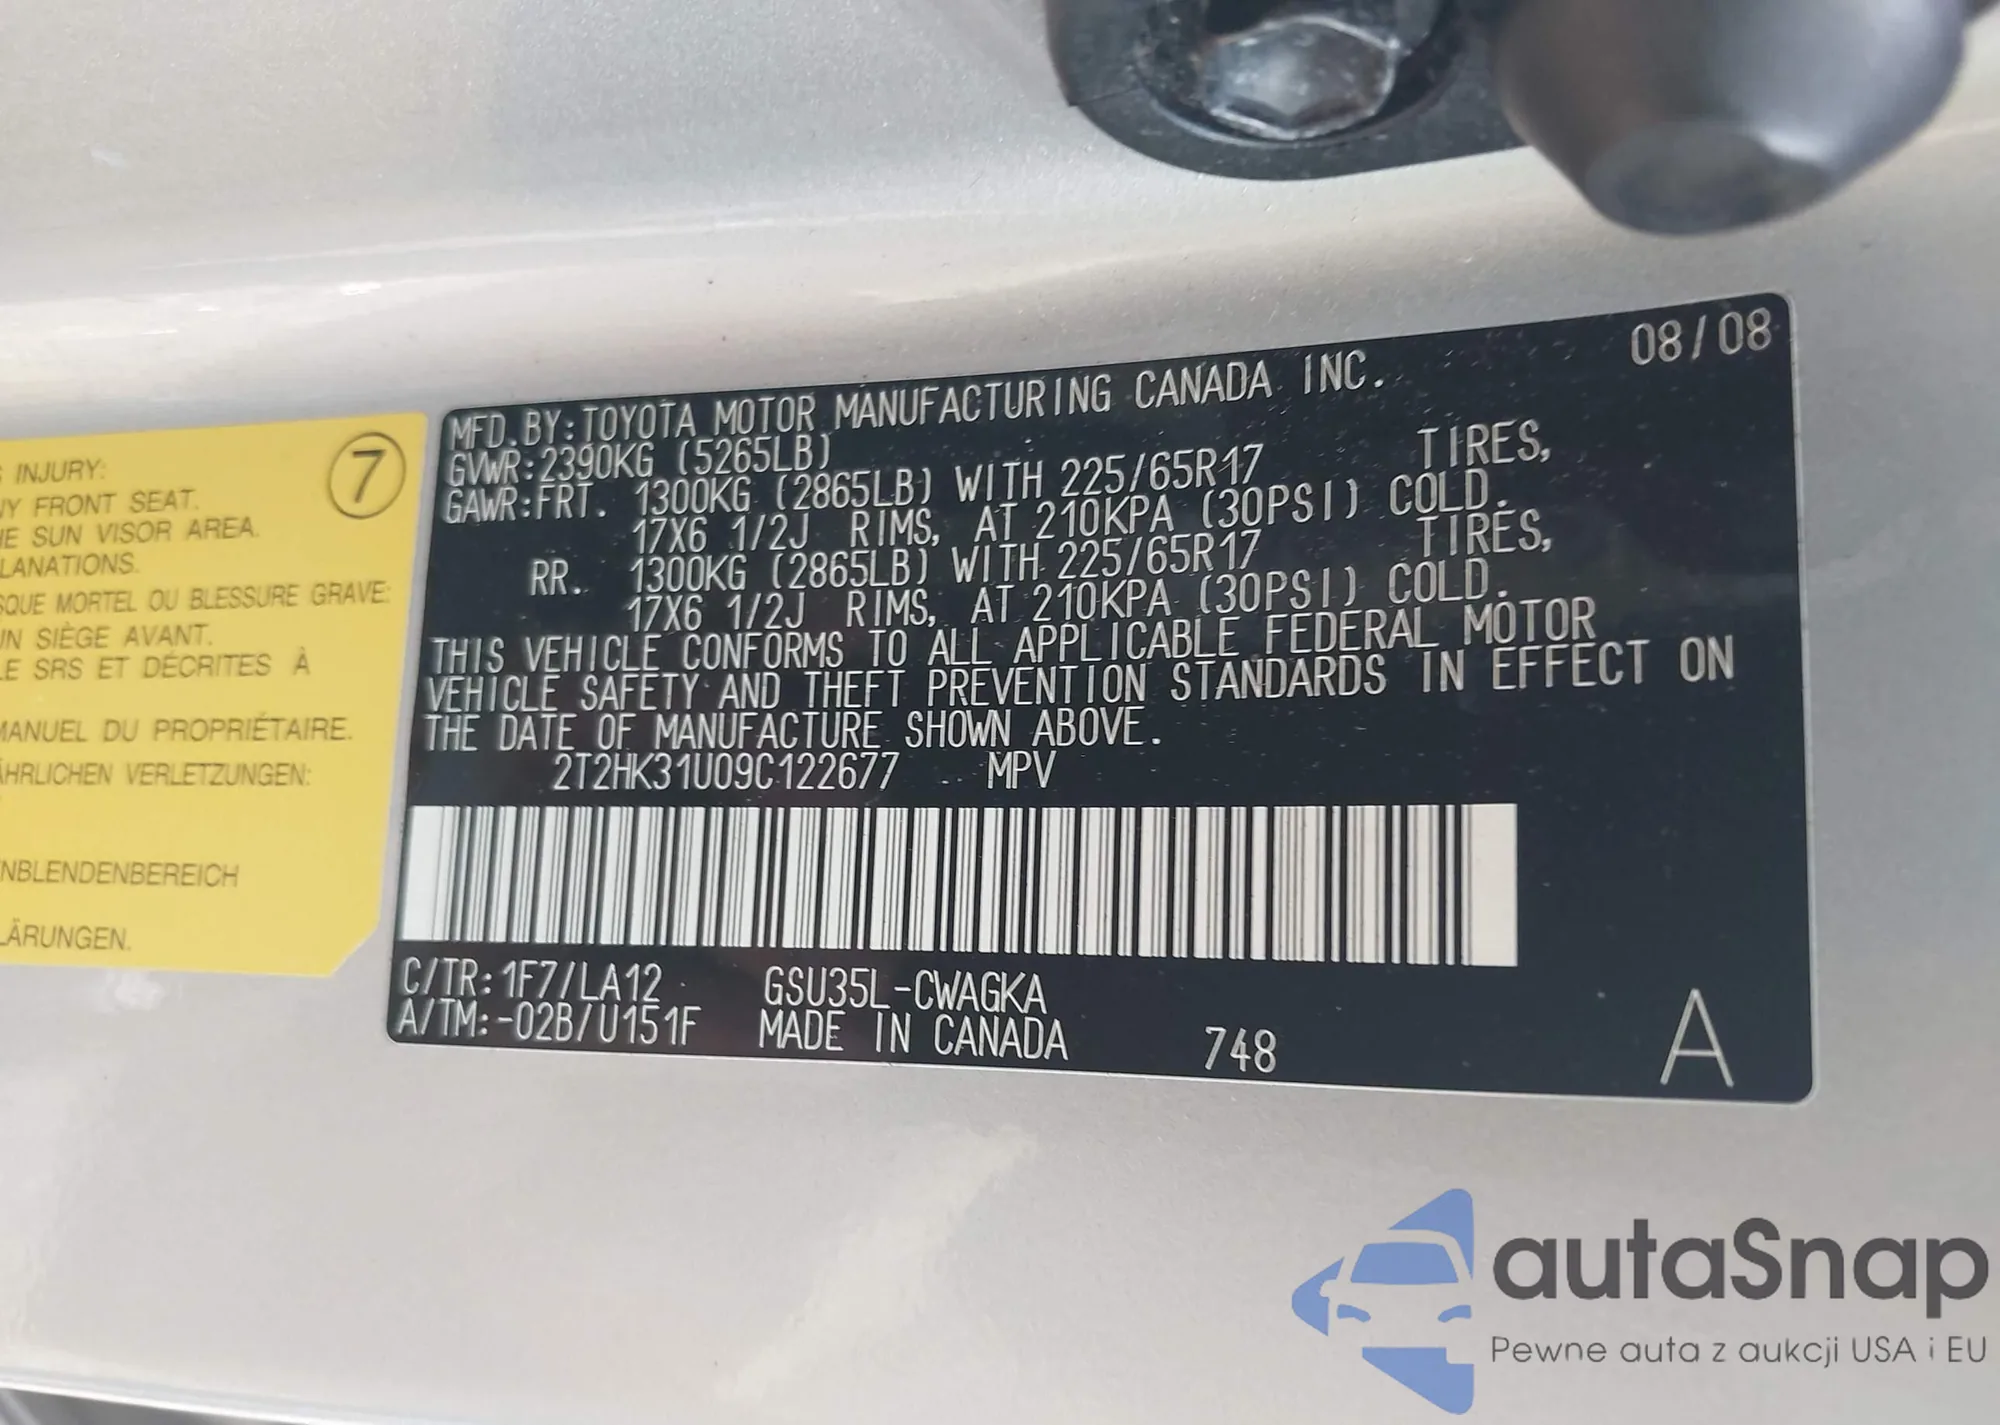 INJURY:
NY FRONT SEAT.
HE SUN VISOR AREA.
LANATIONS.
SQUE MORTEL OU BLESSURE GRAVE:
UN SIÈGE AVANT.
LE SRS ET DÉCRITES À
MANUEL DU PROPRIÉTAIRE.
ÄHRLICHEN VERLETZUNGEN:
NBLENDENBEREICH
LÄRUNGEN.
7
08/08
MFD.BY:TOYOTA MOTOR MANUFACTURING CANADA INC.
GVWR:2390KG (5265LB)
GAWR:FRT. 1300KG (2865LB) WITH 225/65R17 TIRES,
17X6 1/2J RIMS, AT 210KPA (30PSI) COLD.
RR. 1300KG (2865LB) WITH 225/65R17 TIRES,
17X6 1/2J RIMS, AT 210KPA (30PSI) COLD.
THIS VEHICLE CONFORMS TO ALL APPLICABLE FEDERAL MOTOR
VEHICLE SAFETY AND THEFT PREVENTION STANDARDS IN EFFECT ON
THE DATE OF MANUFACTURE SHOWN ABOVE.
2T2HK31U09C122677 MPV
C/TR:1F7/LA12 GSU35L-CWAGKA
A/TM:-02B/U151F MADE IN CANADA 748 A
autaSnap
Pewne auta z aukcji USA i EU